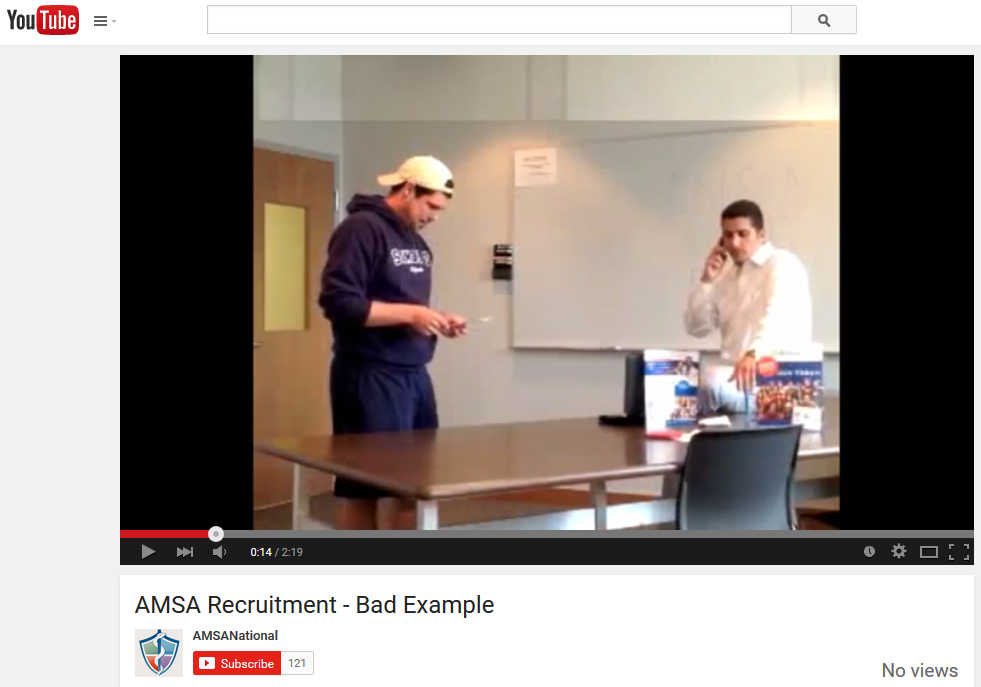 YouTube
0:14 / 2:19
AMSA Recruitment - Bad Example
AMSANational
Subscribe 121
No views